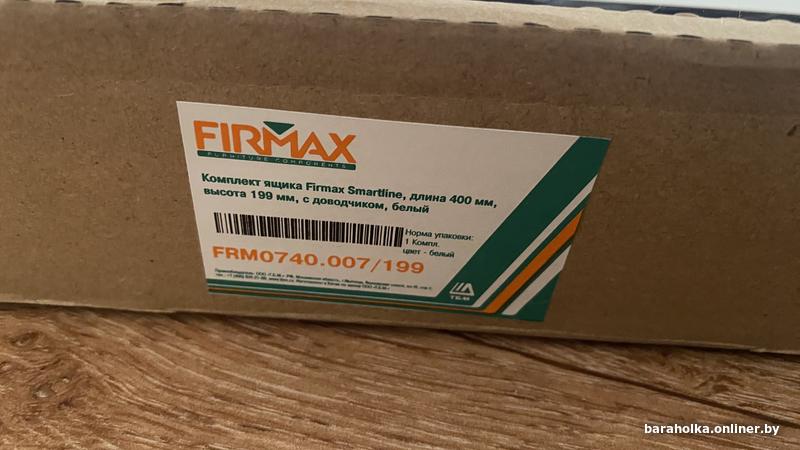 FIRMAX
FURNITURE COMPONENTS
Комплект ящика Firmax Smartline, длина 400 мм,
высота 199 мм, с доводчиком, белый
Норма упаковки:
1 Компл.
цвет - белый
FRM0740.007/199
ТБМ
baraholka.onliner.by